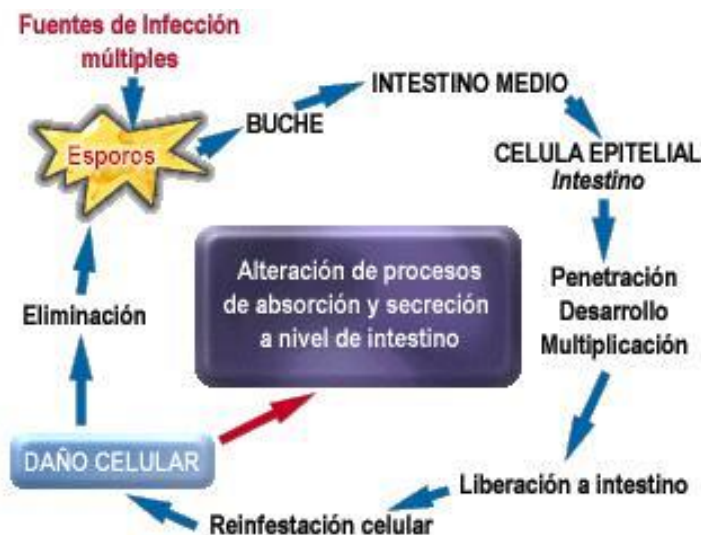 Fuentes de Infección
múltiples
Esporos
BUCHE
INTESTINO MEDIO
CELULA EPITELIAL
Intestino
Penetración
Desarrollo
Multiplicación
Liberación a intestino
Reinfestación celular
DAÑO CELULAR
Eliminación
Alteración de procesos
de absorción y secreción
a nivel de intestino